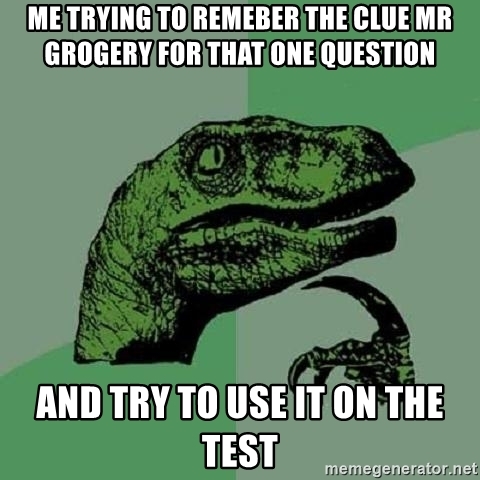 ME TRYING TO REMEBER THE CLUE MR
GROGERY FOR THAT ONE QUESTION
AND TRY TO USE IT ON THE
TEST
memegenerator.net